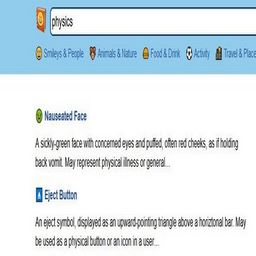 physics
Smileys & People
Animals & Nature
Food & Drink
Activity
Travel & Place
Nauseated Face
A sickly-green face with concerned eyes and puffed, often red cheeks, as if holding
back vomit. May represent physical illness or general...
Eject Button
An eject symbol, displayed as an upward-pointing triangle above a horiztonal bar. May
be used as a physical button or an icon in a user...